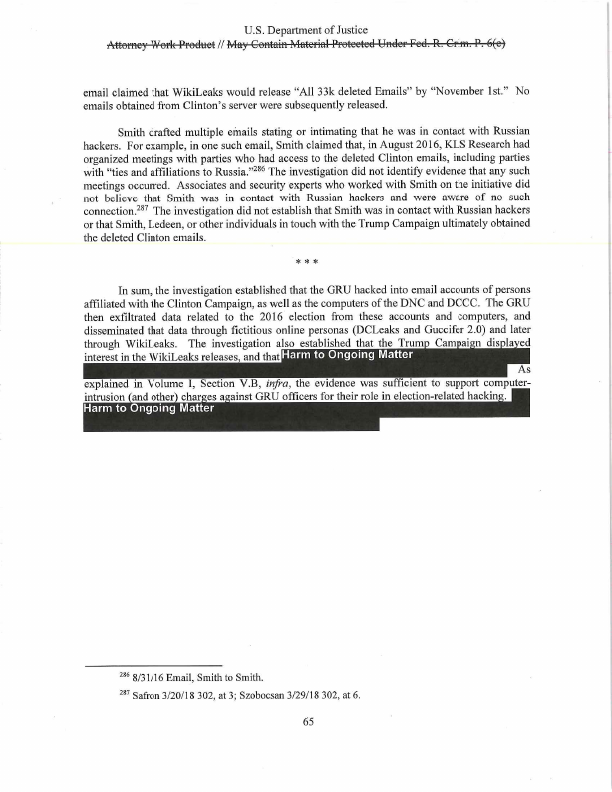 U.S. Department of Justice
Attorney Work Product // May Contain Material Protected Under Fed. R. Crim. P. 6(e)
email claimed that WikiLeaks would release “All 33k deleted Emails” by “November 1st.” No
emails obtained from Clinton’s server were subsequently released.
Smith crafted multiple emails stating or intimating that he was in contact with Russian
hackers. For example, in one such email, Smith claimed that, in August 2016, KLS Research had
organized meetings with parties who had access to the deleted Clinton emails, including parties
with “ties and affiliations to Russia.”286 The investigation did not identify evidence that any such
meetings occurred. Associates and security experts who worked with Smith on the initiative did
not believe that Smith was in contact with Russian hackers and were aware of no such
connection.287 The investigation did not establish that Smith was in contact with Russian hackers
or that Smith, Ledeen, or other individuals in touch with the Trump Campaign ultimately obtained
the deleted Clinton emails.
* * *
In sum, the investigation established that the GRU hacked into email accounts of persons
affiliated with the Clinton Campaign, as well as the computers of the DNC and DCCC. The GRU
then exfiltrated data related to the 2016 election from these accounts and computers, and
disseminated that data through fictitious online personas (DCLeaks and Guccifer 2.0) and later
through WikiLeaks. The investigation also established that the Trump Campaign displayed
interest in the WikiLeaks releases, and that Harm to Ongoing Matter
As
explained in Volume I, Section V.B, infra, the evidence was sufficient to support computer-
intrusion (and other) charges against GRU officers for their role in election-related hacking.
Harm to Ongoing Matter
286 8/31/16 Email, Smith to Smith.
287 Safron 3/20/18 302, at 3; Szobocsan 3/29/18 302, at 6.
65